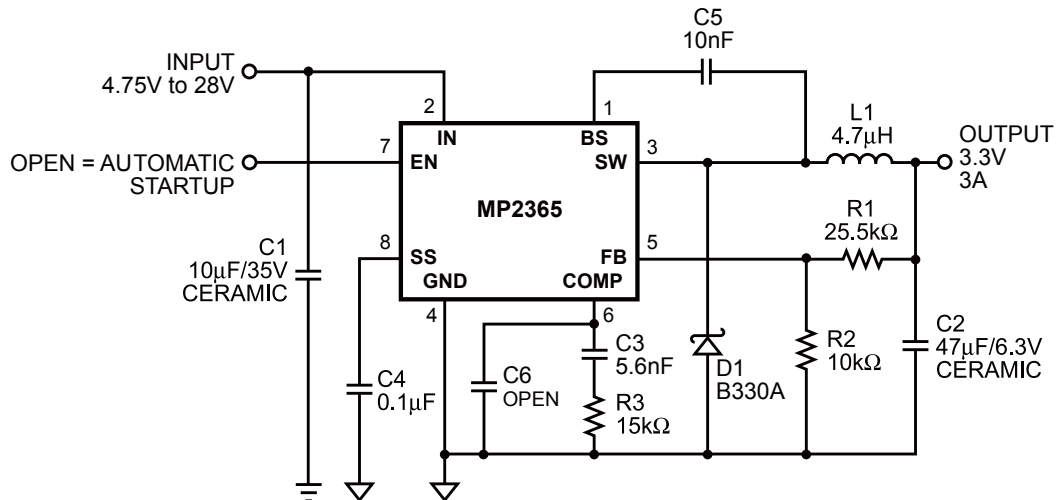 C5
10nF
INPUT
4.75V to 28V
2
1
L1
4.7µH
IN
BS
OUTPUT
3.3V
3A
7
EN
SW
3
OPEN = AUTOMATIC
STARTUP
MP2365
R1
25.5kΩ
8
SS
FB
5
C1
10µF/35V
CERAMIC
GND
COMP
4
6
C3
5.6nF
C2
47µF/6.3V
CERAMIC
R2
10kΩ
D1
B330A
C4
0.1µF
C6
OPEN
R3
15kΩ